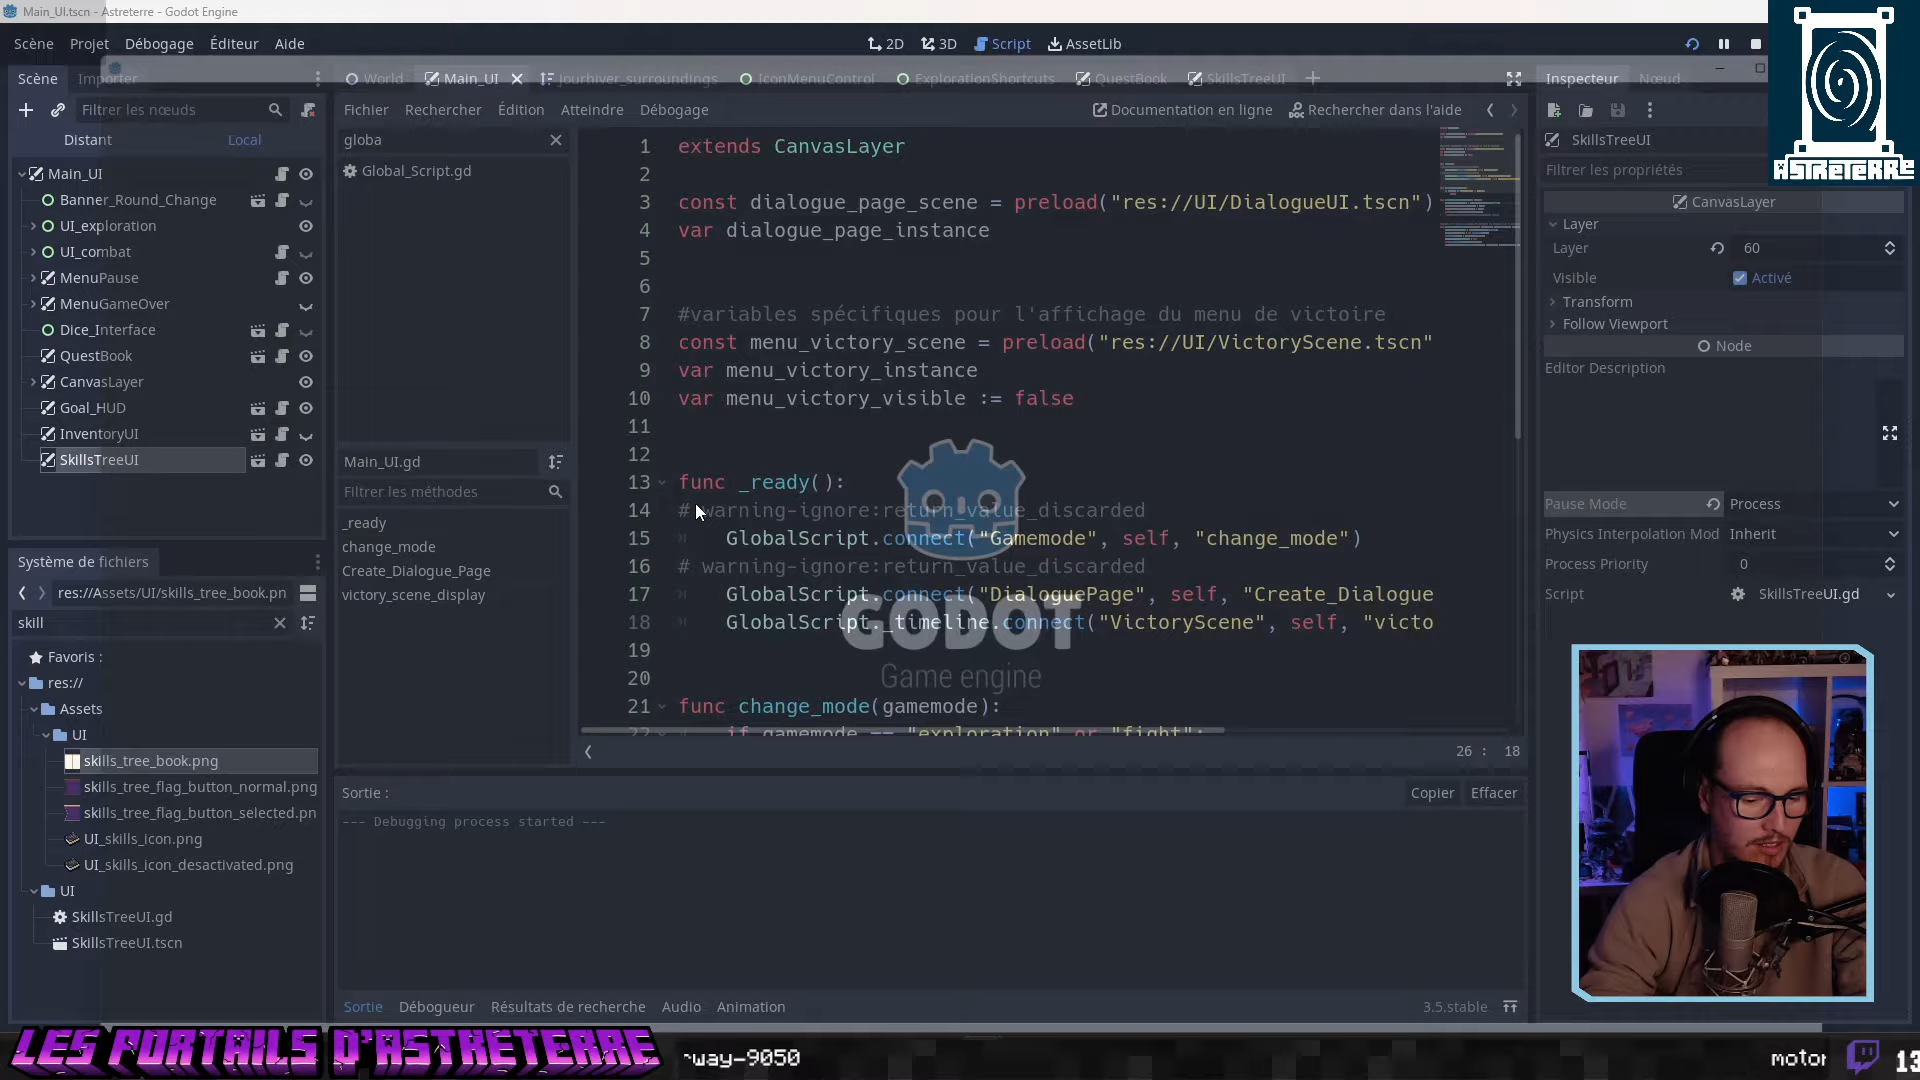 Main_UI.tscn - Astreterre - Godot Engine
Scène Projet Débogage Éditeur Aide
2D 3D Script AssetLib
Scène Importer
World Main_UI Jourhiver_surroundings IconMenuControl ExplorationShortcuts QuestBook SkillsTreeUI
Inspecteur Nœud
Filtrer les nœuds
Fichier Rechercher Édition Atteindre Débogage
Documentation en ligne Rechercher dans l'aide
Distant Local
globa
Global_Script.gd
SkillsTreeUI
Filtrer les propriétés
ASTRETERRE
Main_UI
Banner_Round_Change
UI_exploration
UI_combat
MenuPause
MenuGameOver
Dice_Interface
QuestBook
CanvasLayer
Goal_HUD
InventoryUI
SkillsTreeUI
Main_UI.gd
Filtrer les méthodes
_ready
change_mode
Create_Dialogue_Page
victory_scene_display
1 extends CanvasLayer
2
3 const dialogue_page_scene = preload("res://UI/DialogueUI.tscn")
4 var dialogue_page_instance
5
6
7 #variables spécifiques pour l'affichage du menu de victoire
8 const menu_victory_scene = preload("res://UI/VictoryScene.tscn"
9 var menu_victory_instance
10 var menu_victory_visible := false
11
12
13 func _ready():
14 # warning-ignore:return_value_discarded
15 GlobalScript.connect("Gamemode", self, "change_mode")
16 # warning-ignore:return_value_discarded
17 GlobalScript.connect("DialoguePage", self, "Create_Dialogue
18 GlobalScript._timeline.connect("VictoryScene", self, "victo
19
20
21 func change_mode(gamemode):
22 if gamemode == "exploration" or "fight":
GODOT
Game engine
26 : 18
CanvasLayer
Layer
Layer 60
Visible Activé
Transform
Follow Viewport
Node
Editor Description
Pause Mode Process
Physics Interpolation Mod Inherit
Process Priority 0
Script SkillsTreeUI.gd
Système de fichiers
res://Assets/UI/skills_tree_book.pn
skill
Favoris :
res://
Assets
UI
skills_tree_book.png
skills_tree_flag_button_normal.png
skills_tree_flag_button_selected.pn
UI_skills_icon.png
UI_skills_icon_desactivated.png
UI
SkillsTreeUI.gd
SkillsTreeUI.tscn
Sortie : Copier Effacer
--- Debugging process started ---
Sortie Débogueur Résultats de recherche Audio Animation 3.5.stable
LES PORTAILS D'ASTRETERRE
way-9050
motor
13